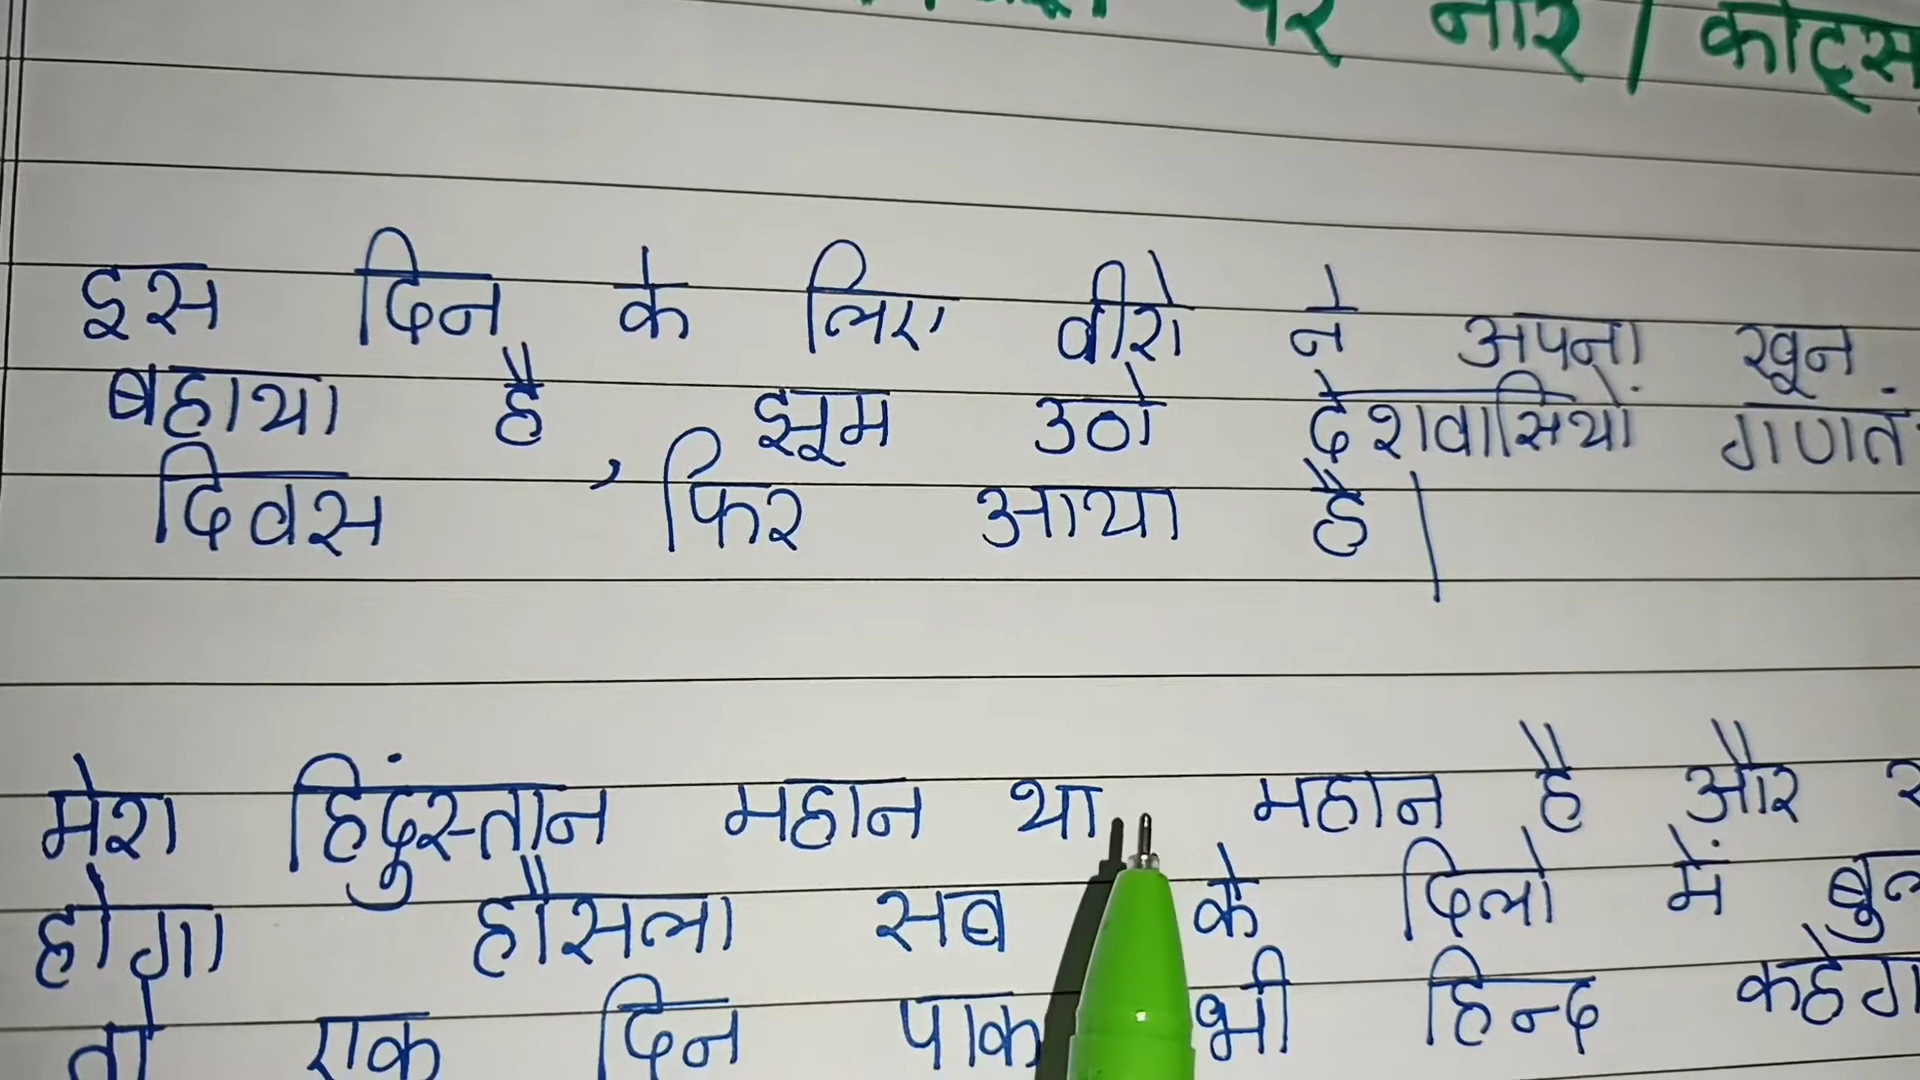 पर नारे / कोट्स
इस दिन के लिए वीरो ने अपना खून
बहाया है झूम उठो देशवासियों गणतं
दिवस , फिर आया है|
मेरा हिंदुस्तान महान था महान है और
होगा हौसला सब के दिलो में
तो एक दिन पाक भी हिन्द कहेगा